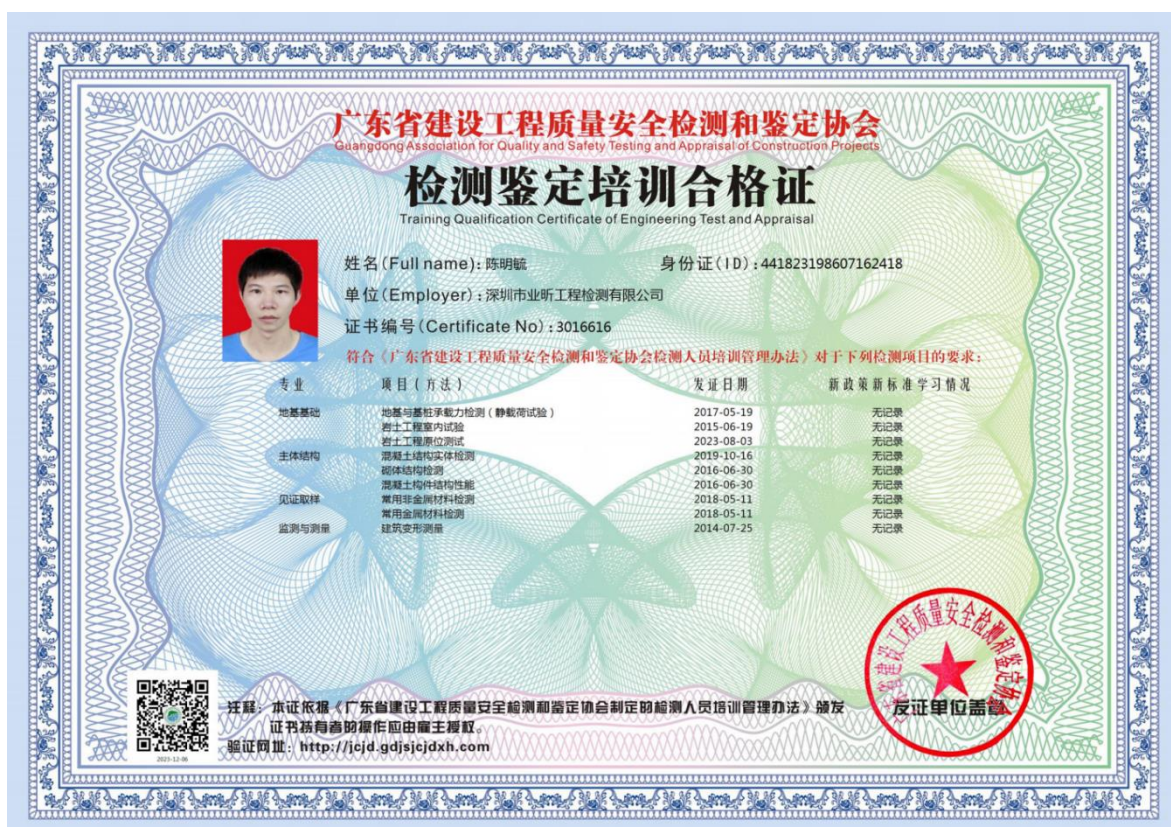 广东省建设工程质量安全检测和鉴定协会
Guangdong Association for Quality and Safety Testing and Appraisal of Construction Projects
检测鉴定培训合格证
Training Qualification Certificate of Engineering Test and Appraisal
姓名(Full name):陈明毓 身份证(ID):441823198607162418
单位(Employer):深圳市业昕工程检测有限公司
证书编号(Certificate No):3016616
符合《广东省建设工程质量安全检测和鉴定协会检测人员培训管理办法》对于下列检测项目的要求:
专业 项目(方法) 发证日期 新政策新标准学习情况
地基基础 地基与基桩承载力检测(静载荷试验) 2017-05-19 无记录
岩土工程室内试验 2015-06-19 无记录
岩土工程原位测试 2023-08-03 无记录
主体结构 混凝土结构实体检测 2019-10-16 无记录
砌体结构检测 2016-06-30 无记录
混凝土构件结构性能 2016-06-30 无记录
见证取样 常用非金属材料检测 2018-05-11 无记录
常用金属材料检测 2018-05-11 无记录
监测与测量 建筑变形测量 2014-07-25 无记录
广东省建设工程质量安全检测和鉴定协会
发证单位盖章
注释:本证依据《广东省建设工程质量安全检测和鉴定协会制定的检测人员培训管理办法》颁发
证书持有者的操作应由雇主授权。
验证网址:http://jcjd.gdjsjcjdxh.com
2023-12-06